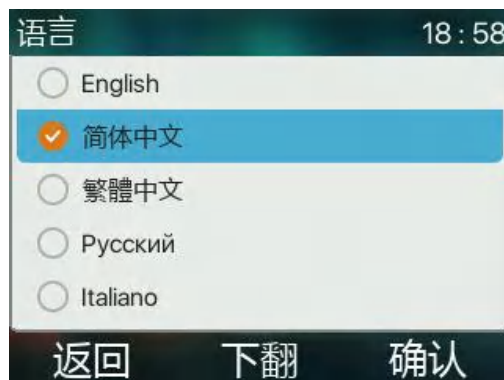 语言 18:58
English
简体中文
繁體中文
Русский
Italiano
返回 下翻 确认